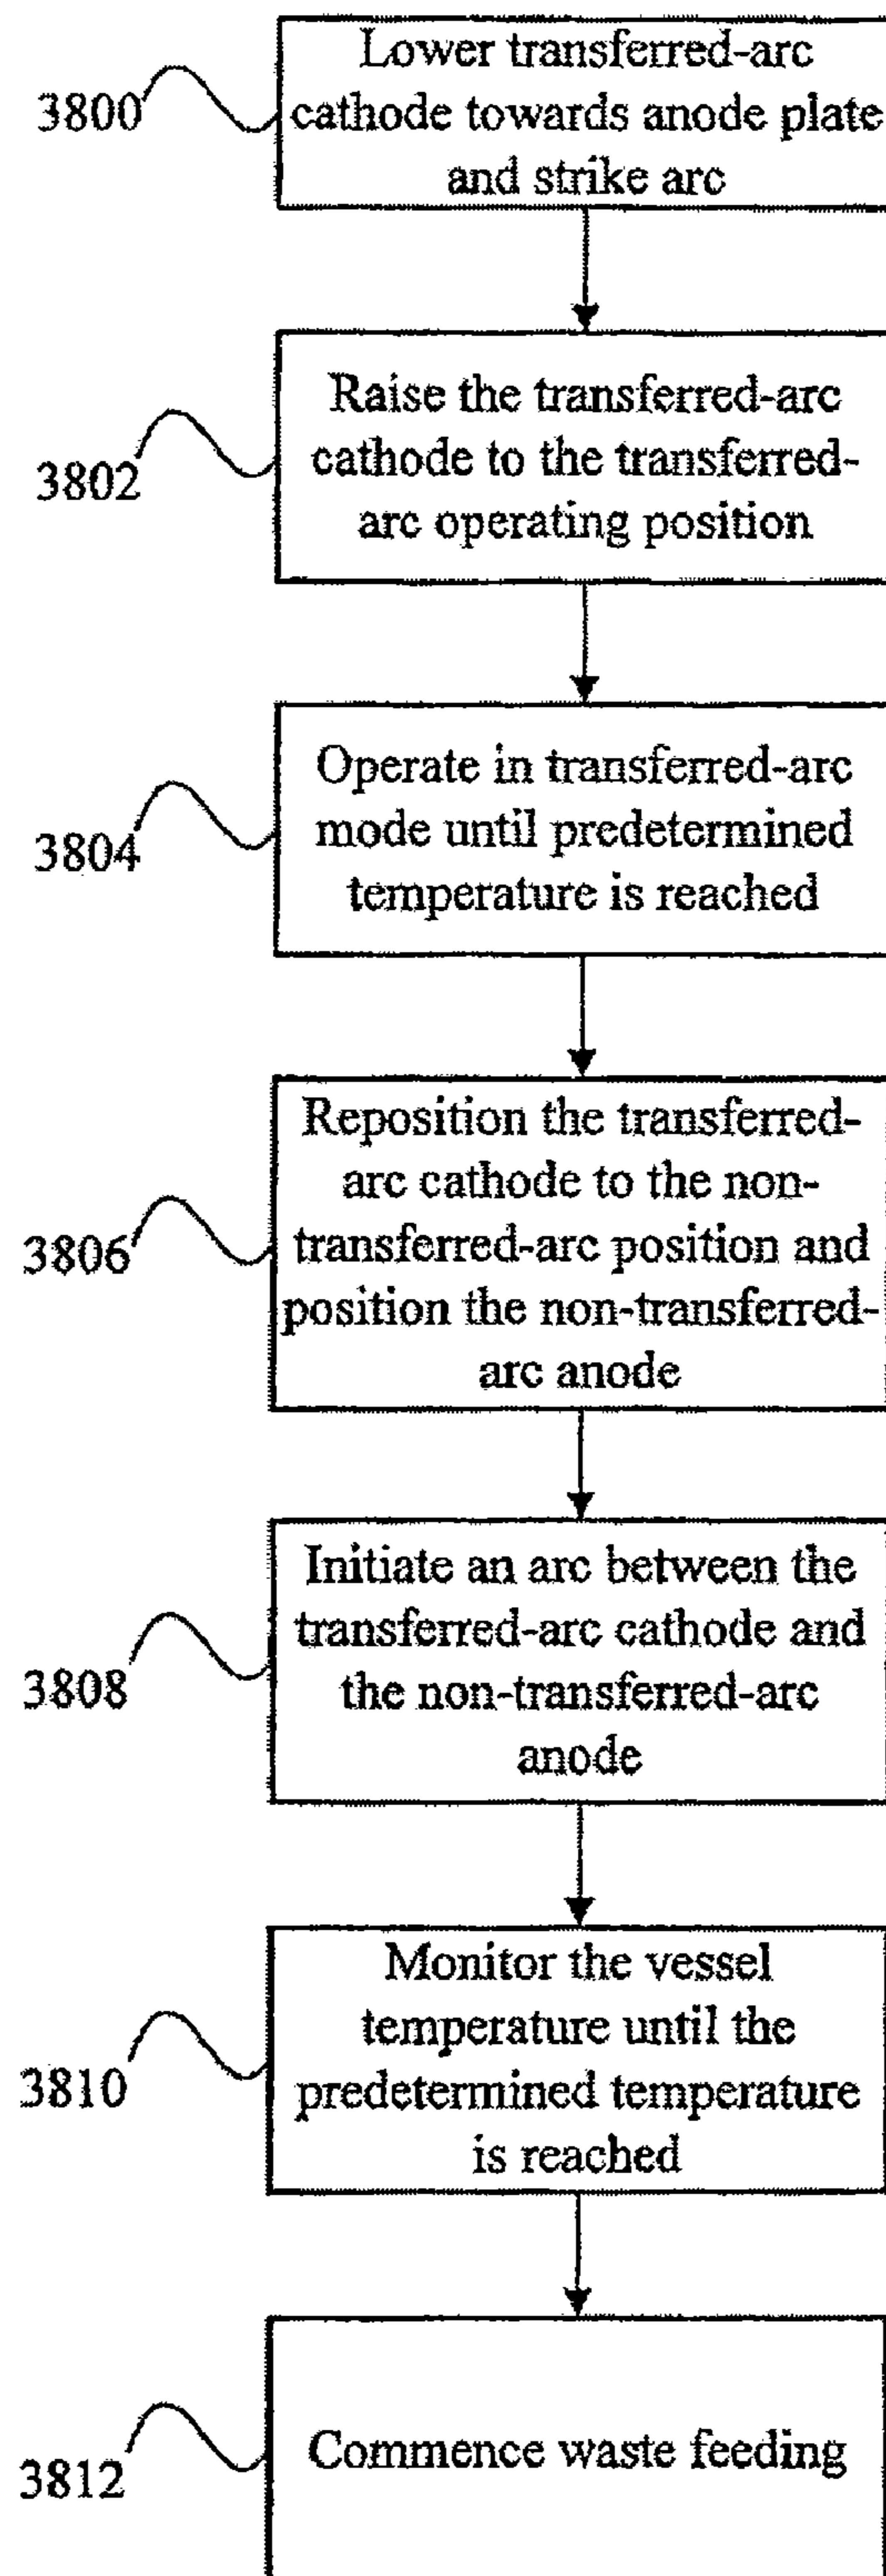 Lower transferred-arc
3800
cathode towards anode plate
and strike arc
Raise the transferred-arc
cathode to the transferred-
3802
arc operating position
Operate in transferred-arc
mode until predetermined
3804
temperature is reached
Reposition the transferred-
arc cathode to the non-
3806
transferred-arc position and
position the non-transferred-
arc anode
Initiate an arc between the
transferred-arc cathode and
3808
the non-transferred-arc
anode
Monitor the vessel
temperature until the
3810
predetermined temperature
is reached
Commence waste feeding
3812